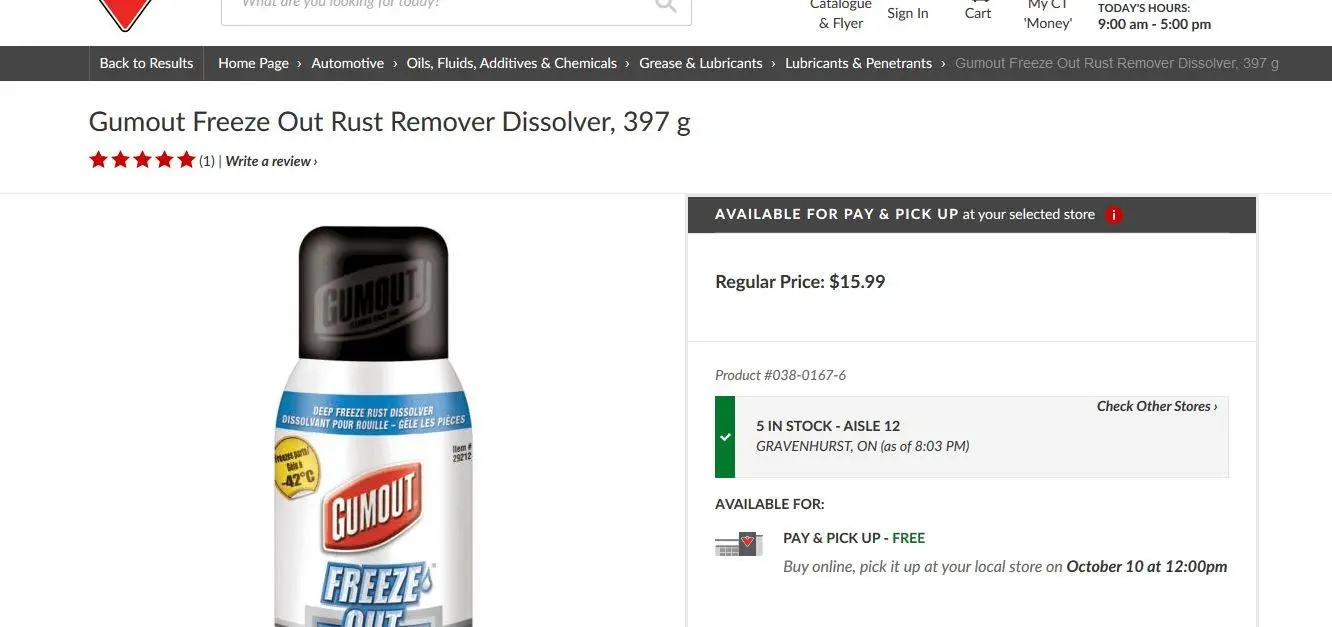 What are you looking for today?
Catalogue
& Flyer
Sign In
Cart
My CT
'Money'
TODAY'S HOURS:
9:00 am - 5:00 pm
Back to Results
Home Page › Automotive › Oils, Fluids, Additives & Chemicals › Grease & Lubricants › Lubricants & Penetrants › Gumout Freeze Out Rust Remover Dissolver, 397 g
Gumout Freeze Out Rust Remover Dissolver, 397 g
(1) | Write a review ›
AVAILABLE FOR PAY & PICK UP at your selected store i
Regular Price: $15.99
Product #038-0167-6
Check Other Stores ›
5 IN STOCK - AISLE 12
GRAVENHURST, ON (as of 8:03 PM)
AVAILABLE FOR:
PAY & PICK UP - FREE
Buy online, pick it up at your local store on October 10 at 12:00pm
GUMOUT
DEEP FREEZE RUST DISSOLVER
DISSOLVANT POUR ROUILLE – GÈLE LES PIÈCES
Item #
29212
Freezes parts/
Gèle à
-42°C
GUMOUT
FREEZE
OUT